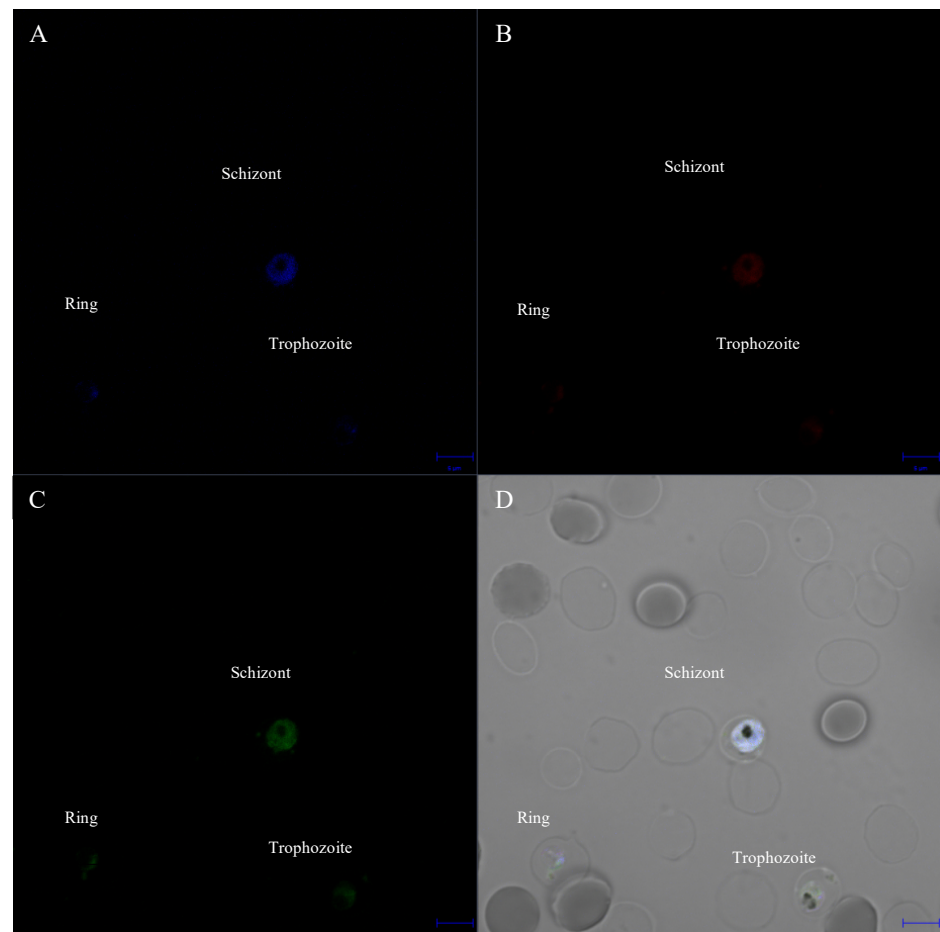 A
Schizont
Ring
Trophozoite
B
Schizont
Ring
Trophozoite
C
Schizont
Ring
Trophozoite
D
Schizont
Ring
Trophozoite